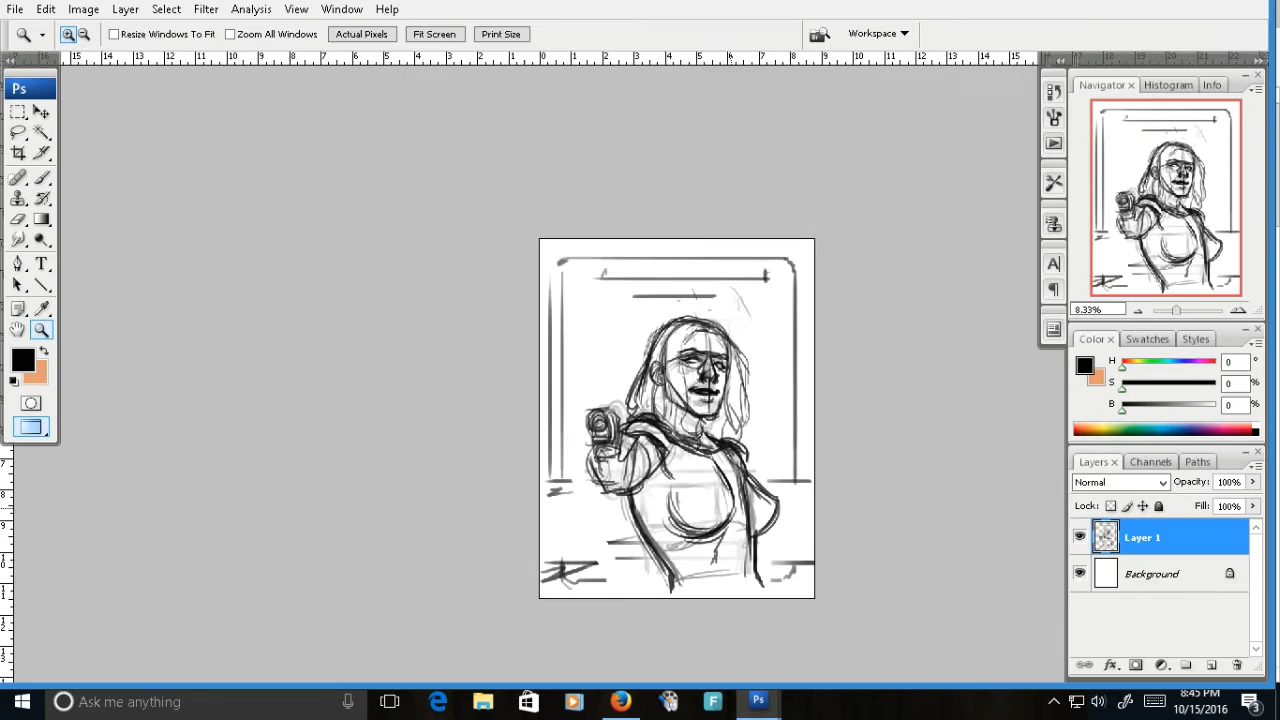 File Edit Image Layer Select Filter Analysis View Window Help
Resize Windows To Fit Zoom All Windows Actual Pixels Fit Screen Print Size Workspace
Ps
Navigator Histogram Info
8.33%
Color Swatches Styles
H 0 °
S 0 %
B 0 %
Layers Channels Paths
Normal Opacity: 100%
Lock: Fill: 100%
Layer 1
Background
Ask me anything
8:45 PM
10/15/2016